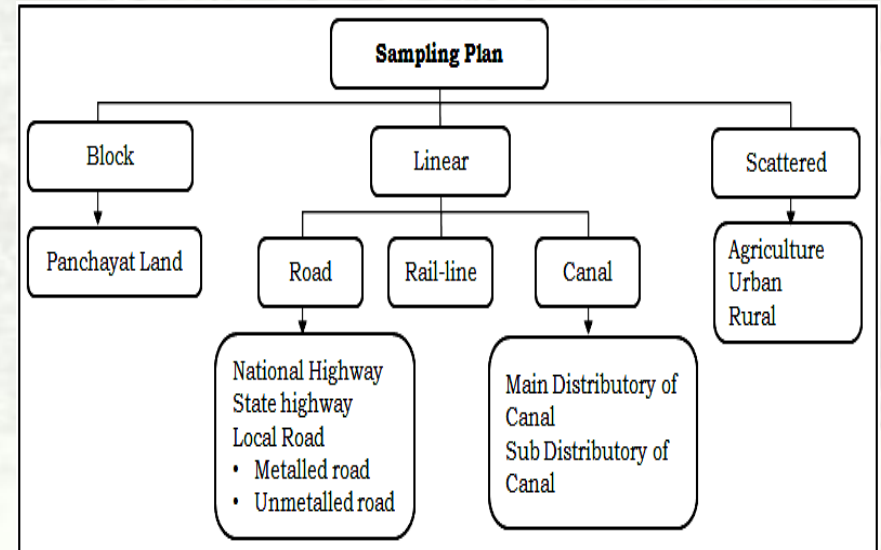 Sampling Plan
Block
Linear
Scattered
Panchayat Land
Road
Rail-line
Canal
Agriculture
Urban
Rural
National Highway
State highway
Local Road
• Metalled road
• Unmetalled road
Main Distributory of
Canal
Sub Distributory of
Canal